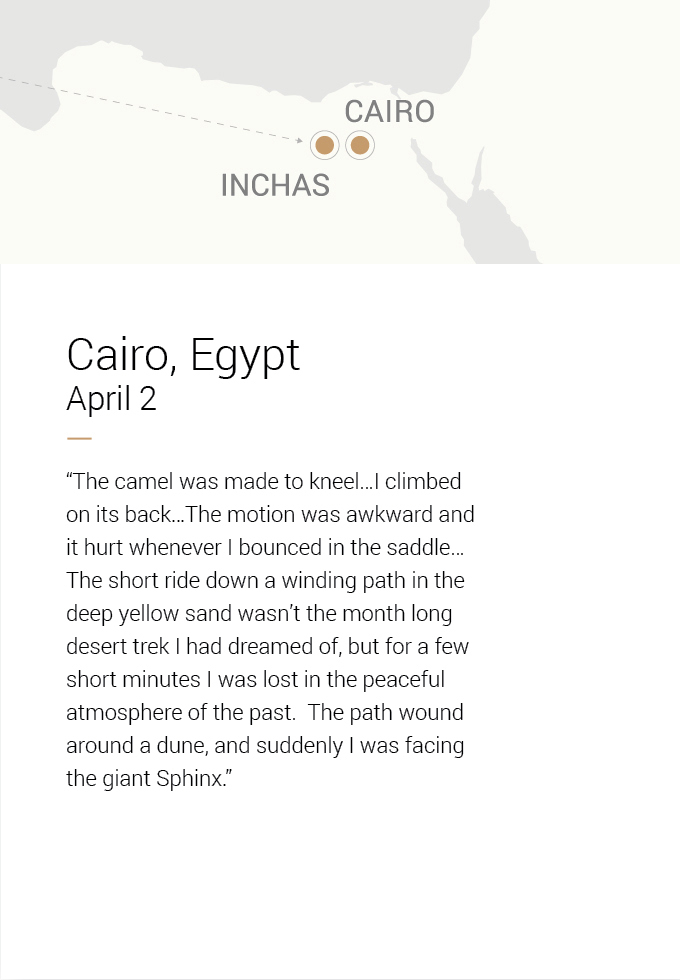 CAIRO
INCHAS
Cairo, Egypt
April 2
“The camel was made to kneel...I climbed
on its back...The motion was awkward and
it hurt whenever I bounced in the saddle...
The short ride down a winding path in the
deep yellow sand wasn’t the month long
desert trek I had dreamed of, but for a few
short minutes I was lost in the peaceful
atmosphere of the past.  The path wound
around a dune, and suddenly I was facing
the giant Sphinx.”